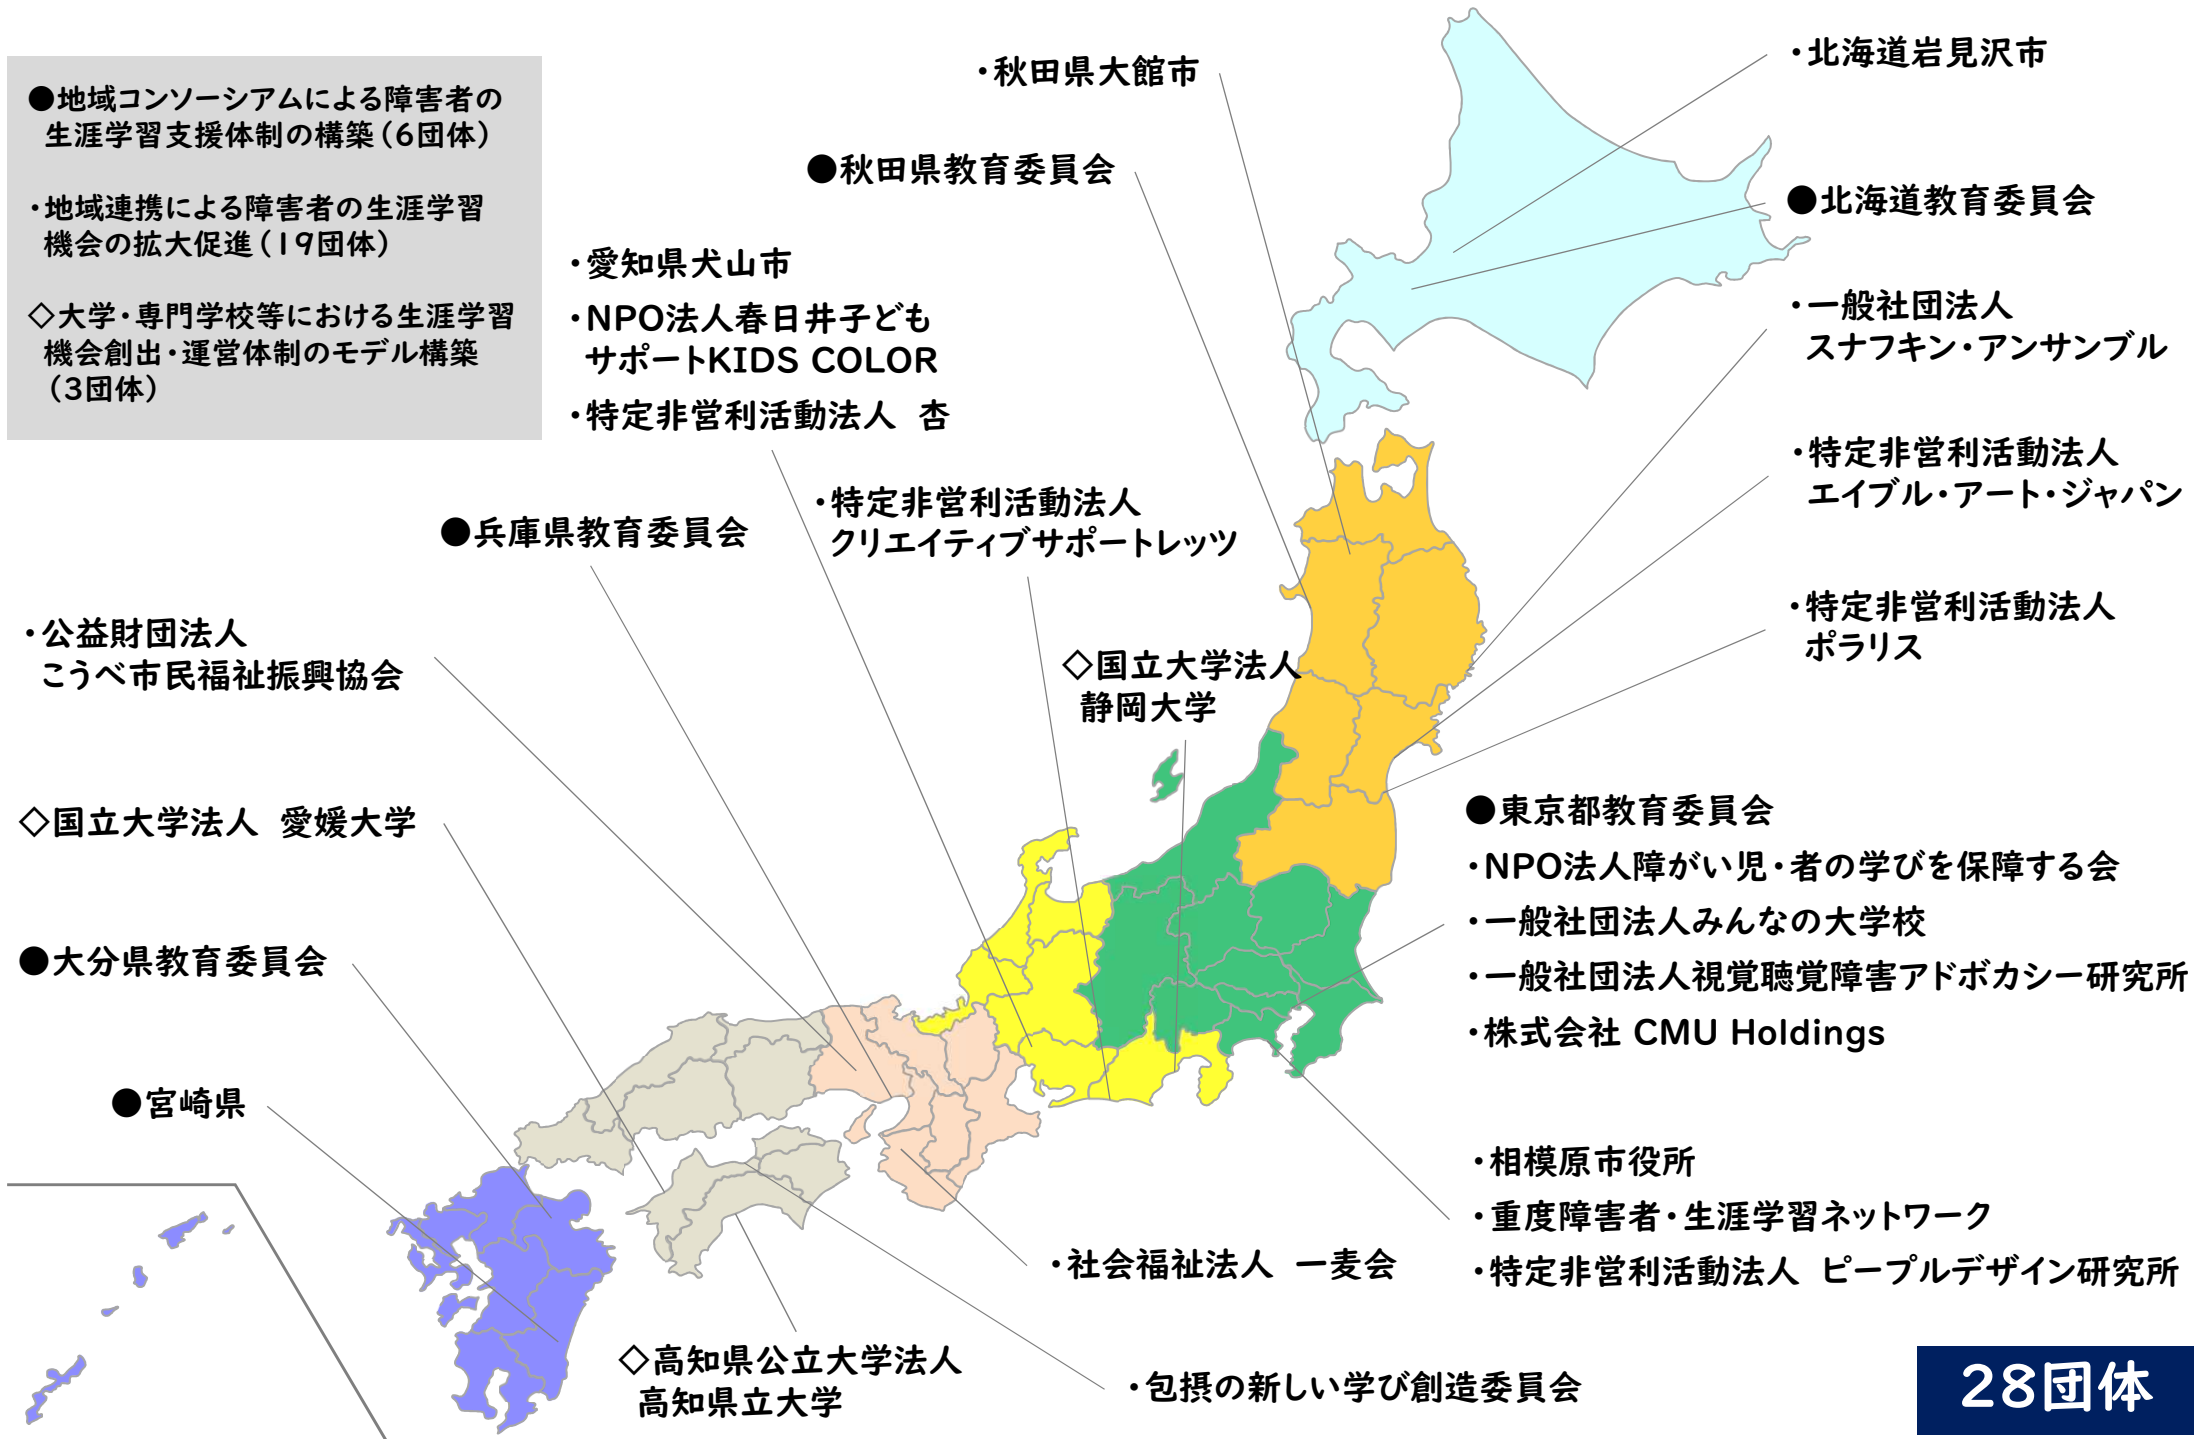 ●地域コンソーシアムによる障害者の
生涯学習支援体制の構築（6団体）
・地域連携による障害者の生涯学習
機会の拡大促進（19団体）
◇大学・専門学校等における生涯学習
機会創出・運営体制のモデル構築
（3団体）
・秋田県大館市
●秋田県教育委員会
・愛知県犬山市
・NPO法人春日井子ども
サポートKIDS COLOR
・特定非営利活動法人　杏
・特定非営利活動法人
クリエイティブサポートレッツ
●兵庫県教育委員会
・公益財団法人
こうべ市民福祉振興協会
◇国立大学法人
静岡大学
◇国立大学法人　愛媛大学
●大分県教育委員会
●宮崎県
・北海道岩見沢市
●北海道教育委員会
・一般社団法人
スナフキン・アンサンブル
・特定非営利活動法人
エイブル・アート・ジャパン
・特定非営利活動法人
ポラリス
●東京都教育委員会
・NPO法人障がい児・者の学びを保障する会
・一般社団法人みんなの大学校
・一般社団法人視覚聴覚障害アドボカシー研究所
・株式会社 CMU Holdings
・相模原市役所
・重度障害者・生涯学習ネットワーク
・特定非営利活動法人　ピープルデザイン研究所
・社会福祉法人　一麦会
◇高知県公立大学法人
高知県立大学
・包摂の新しい学び創造委員会
28団体